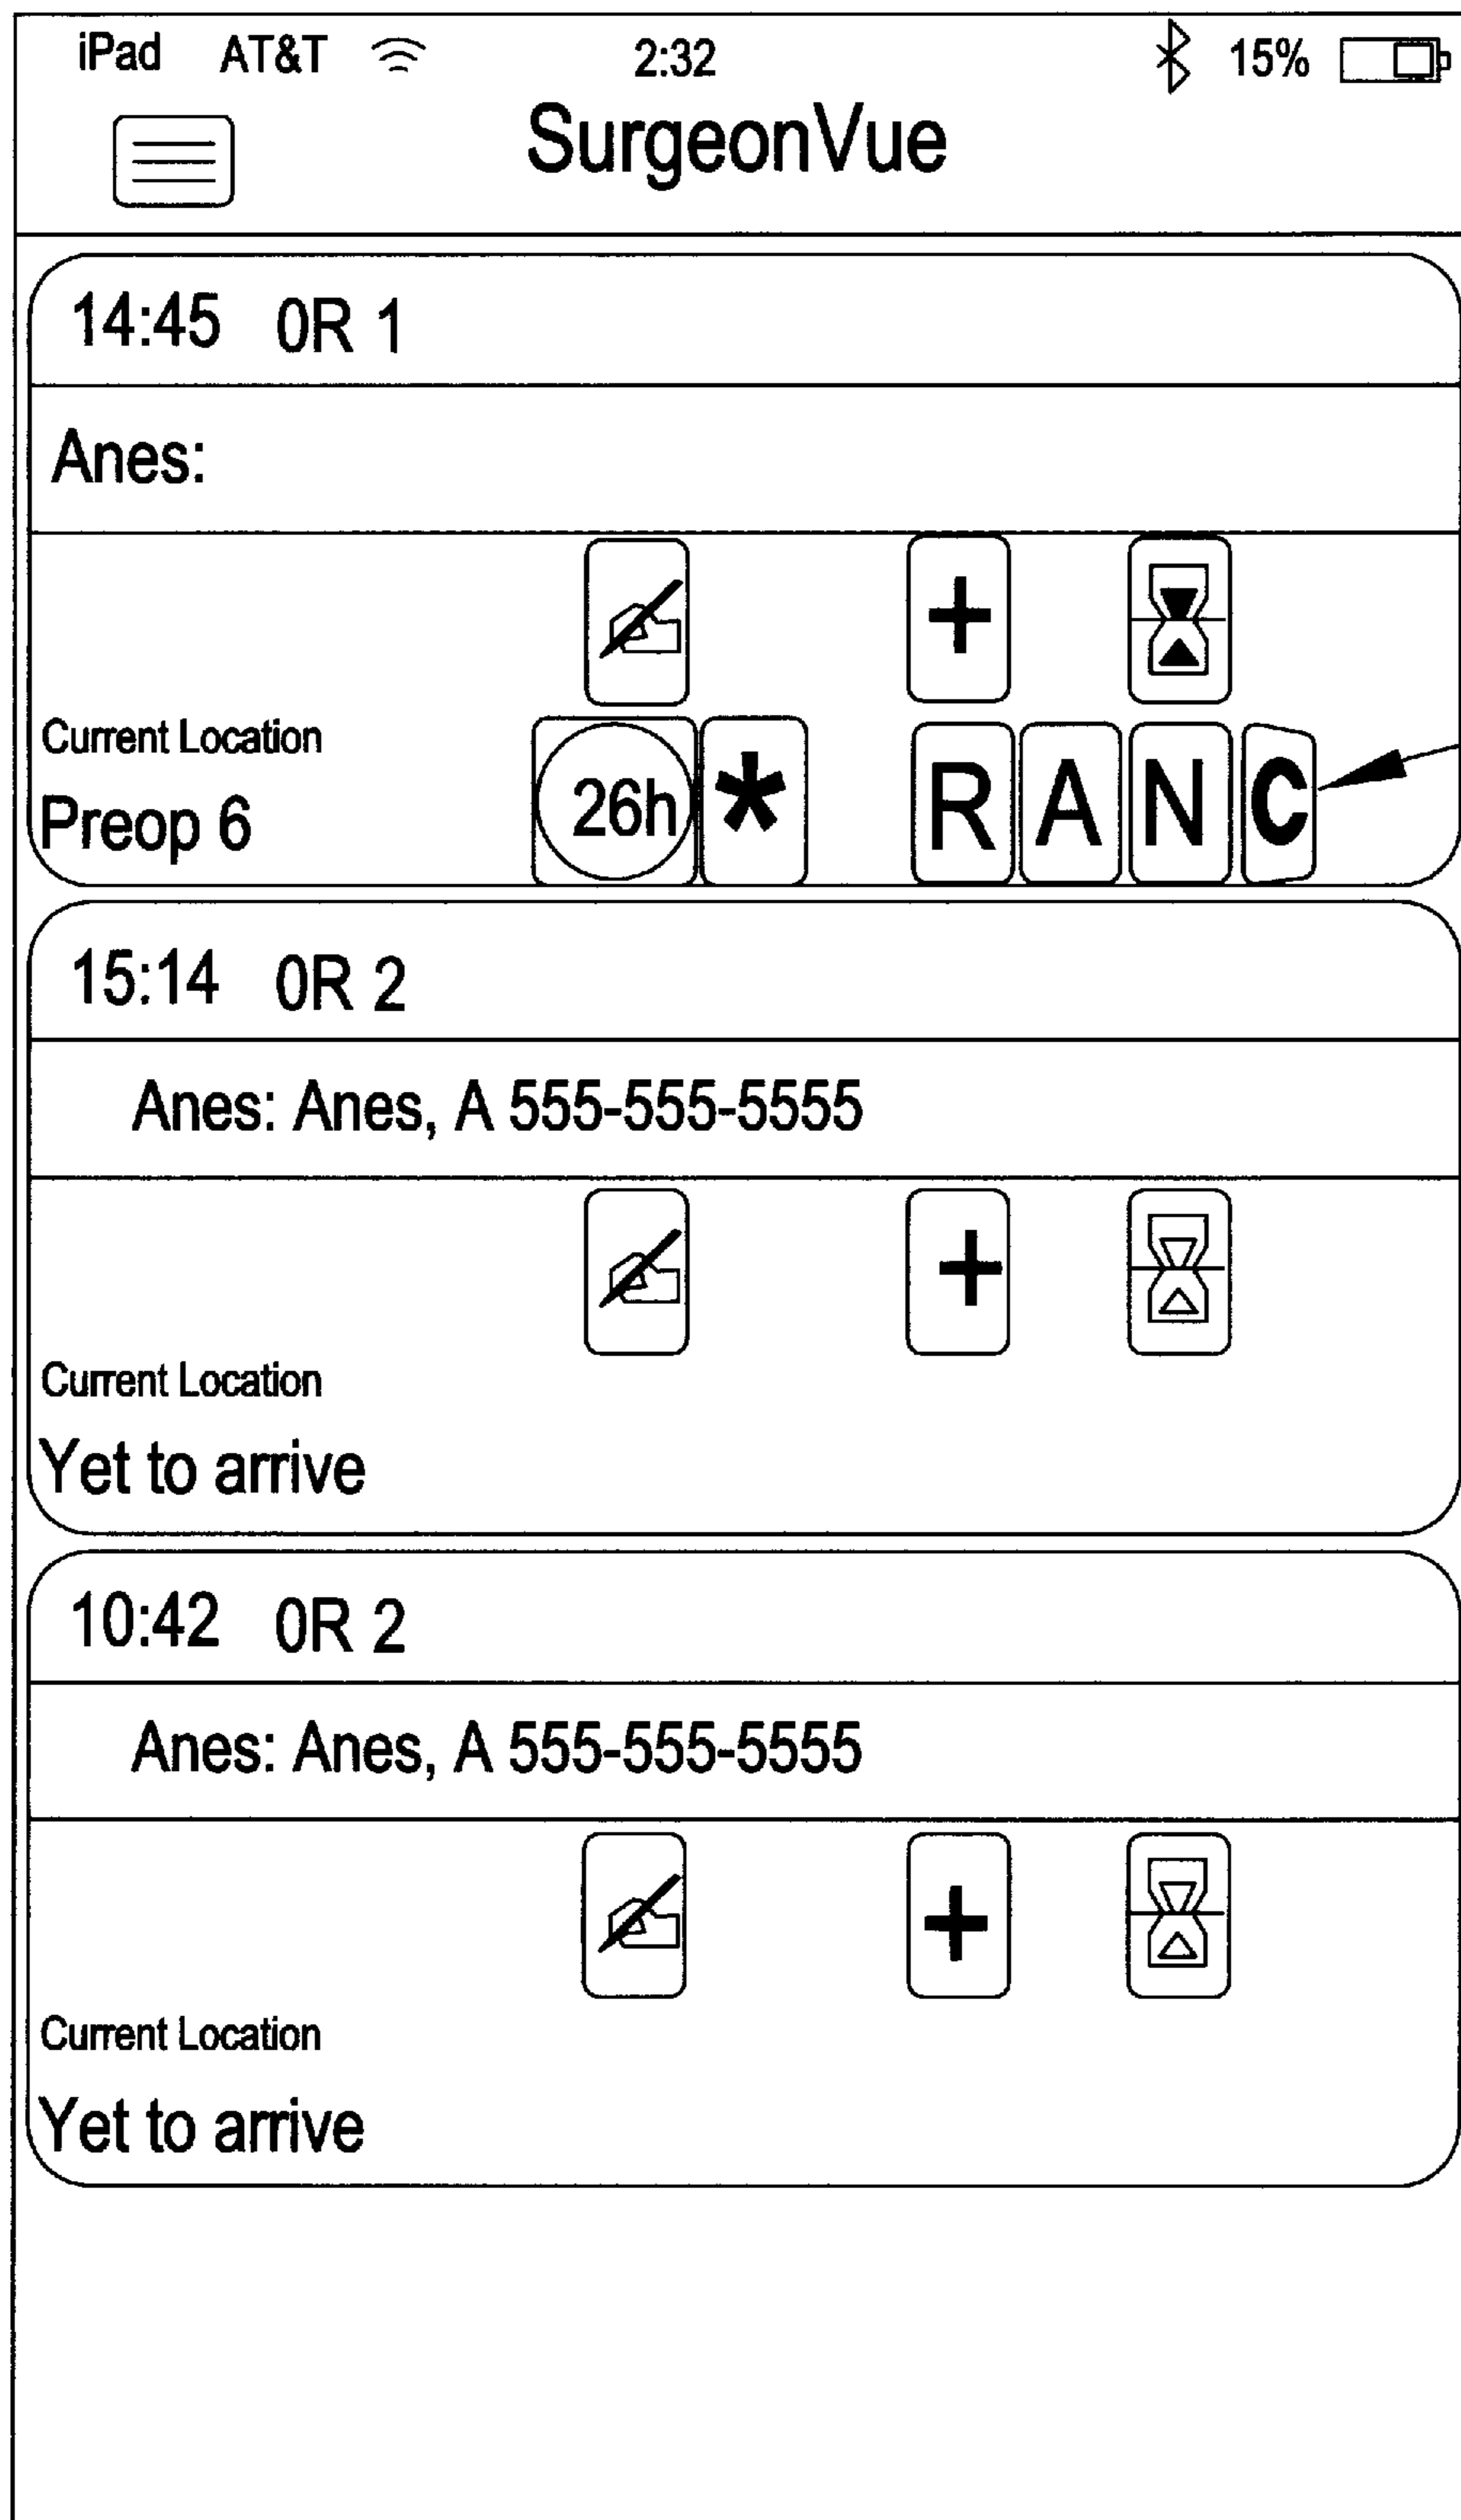 iPad AT&T 2:32 15%
SurgeonVue
14:45 0R 1
Anes:
Current Location
Preop 6
26h * R A N C
15:14 0R 2
Anes: Anes, A 555-555-5555
Current Location
Yet to arrive
10:42 0R 2
Anes: Anes, A 555-555-5555
Current Location
Yet to arrive